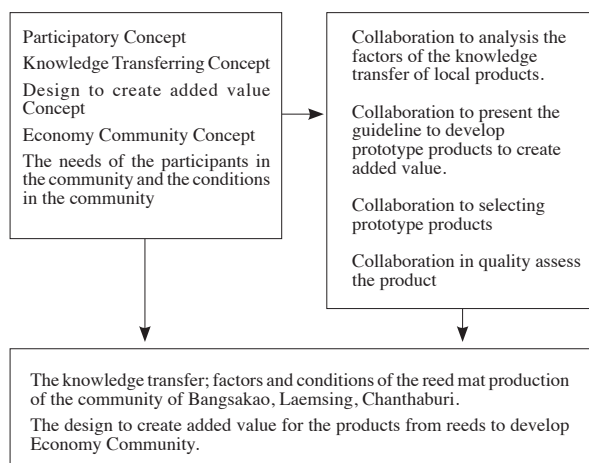 Participatory Concept
Knowledge Transferring Concept
Design to create added value
Concept
Economy Community Concept
The needs of the participants in
the community and the conditions
in the community
Collaboration to analysis the
factors of the knowledge
transfer of local products.
Collaboration to present the
guideline to develop
prototype products to create
added value.
Collaboration to selecting
prototype products
Collaboration in quality assess
the product
The knowledge transfer; factors and conditions of the reed mat production
of the community of Bangsakao, Laemsing, Chanthaburi.
The design to create added value for the products from reeds to develop
Economy Community.